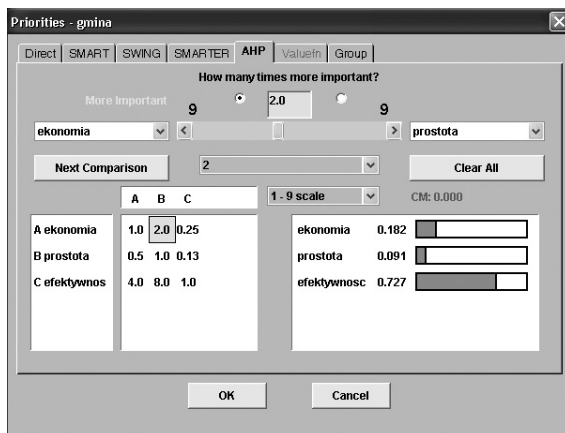 Priorities - gmina
Direct SMART SWING SMARTER AHP Valuefn Group
How many times more important?
More Important 9 2.0 9
ekonomia prostota
Next Comparison 2 Clear All
A B C 1 - 9 scale CM: 0.000
A ekonomia 1.0 2.0 0.25 ekonomia 0.182
B prostota 0.5 1.0 0.13 prostota 0.091
C efektywnos 4.0 8.0 1.0 efektywnosc 0.727
OK Cancel